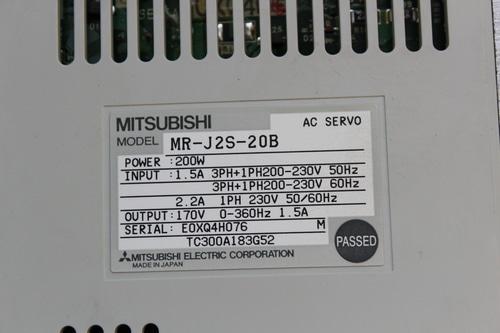 MITSUBISHI AC SERVO
MODEL MR-J2S-20B
POWER :200W
INPUT :1.5A 3PH+1PH200-230V 50Hz
3PH+1PH200-230V 60Hz
2.2A 1PH 230V 50/60Hz
OUTPUT:170V 0-360Hz 1.5A
SERIAL: E0XQ4H076 M
TC300A183G52
PASSED
MITSUBISHI ELECTRIC CORPORATION
MADE IN JAPAN